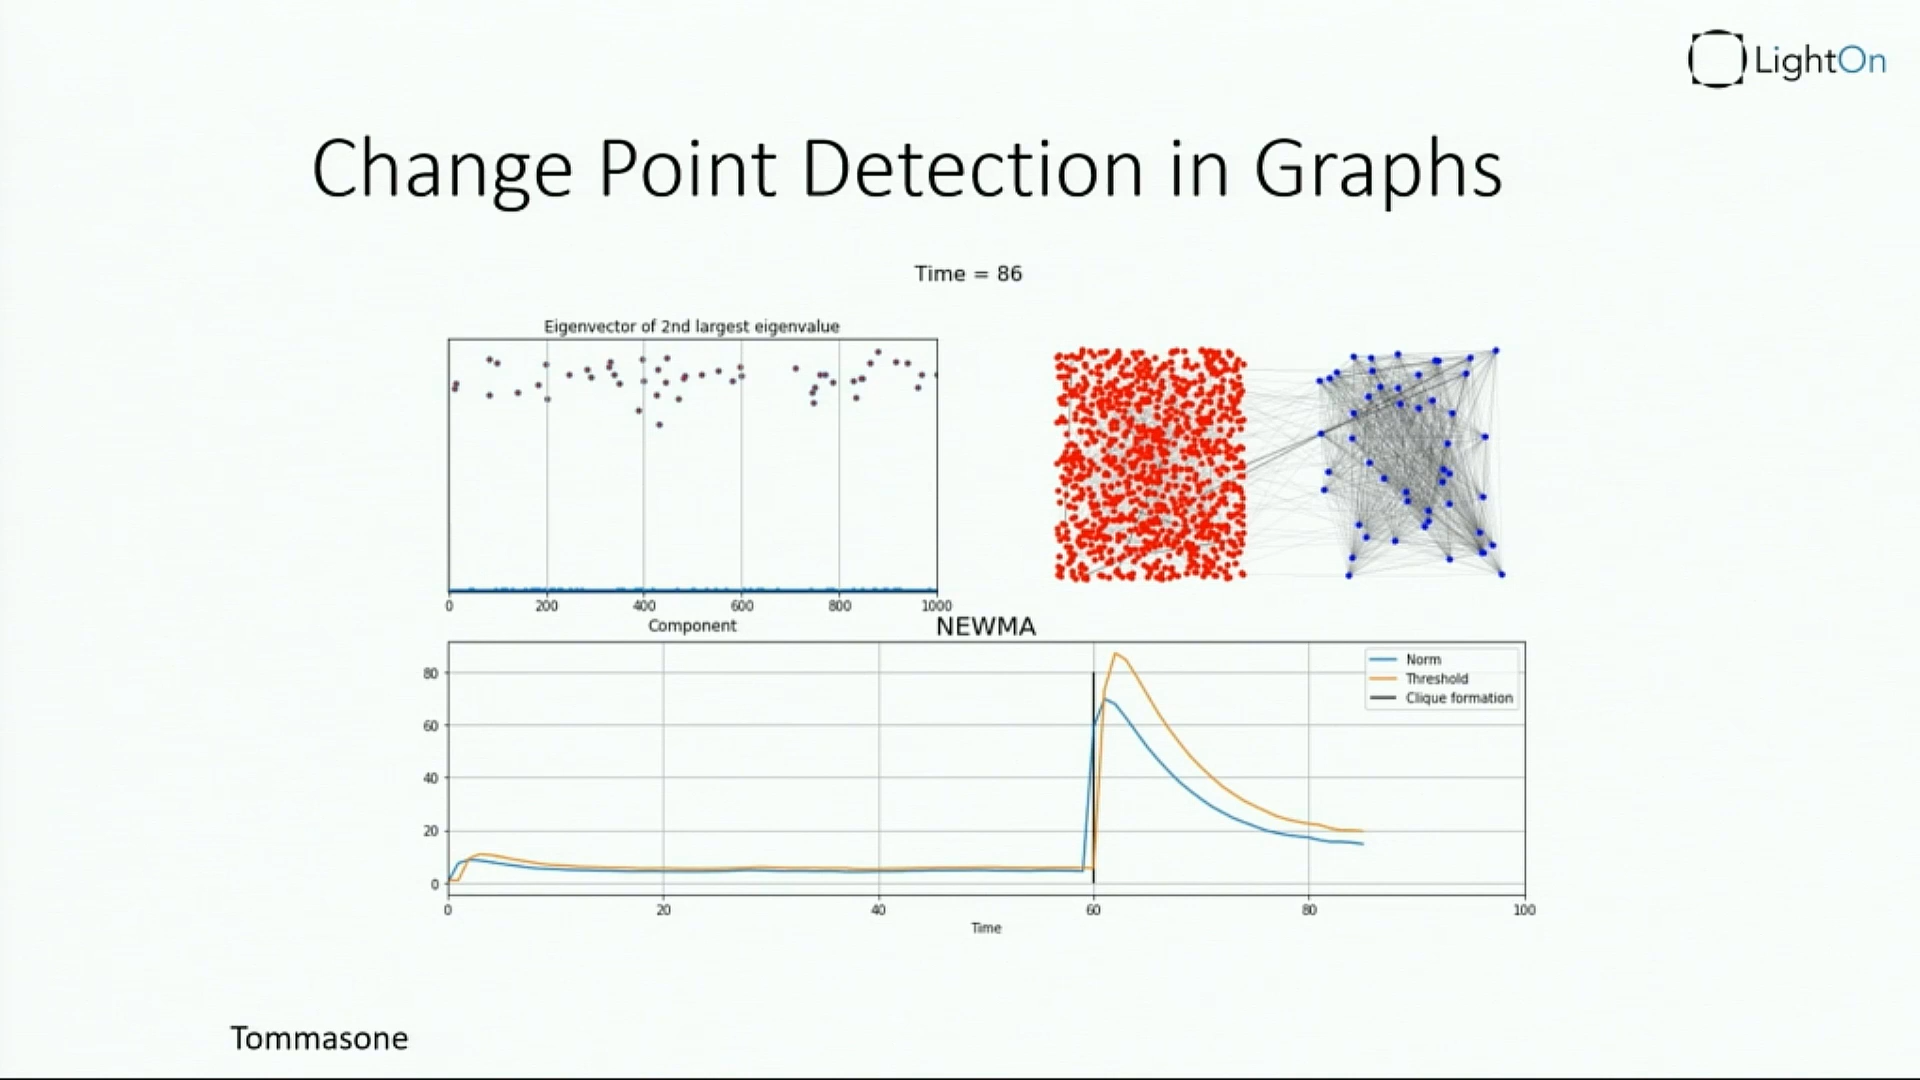 LightOn
Change Point Detection in Graphs
Time = 86
Eigenvector of 2nd largest eigenvalue
0 200 400 600 800 1000
Component
NEWMA
80
60
40
20
0
Norm
Threshold
Clique formation
0 20 40 60 80 100
Time
Tommasone